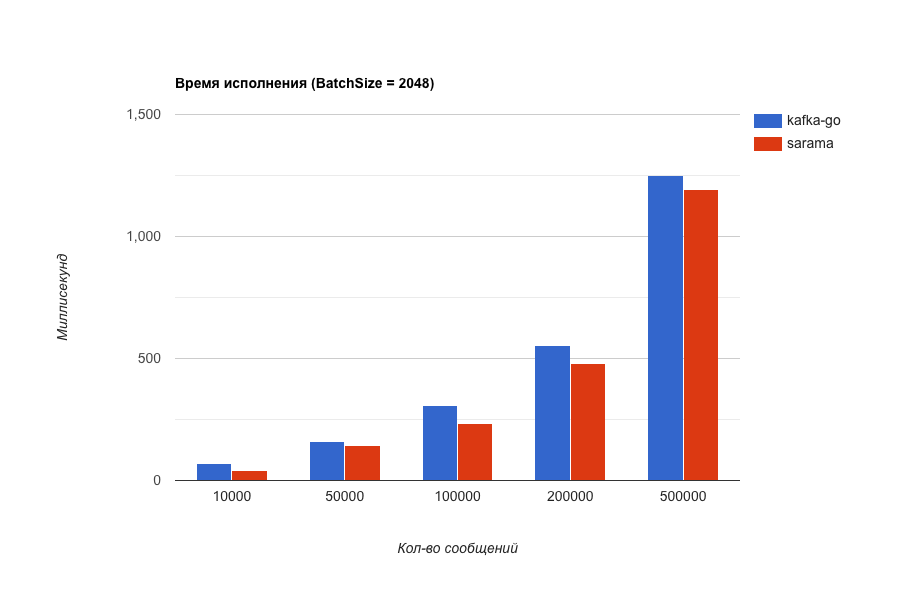 Время исполнения (BatchSize = 2048)
1,500
1,000
500
0
Миллисекунд
10000
50000
100000
200000
500000
Кол-во сообщений
kafka-go
sarama